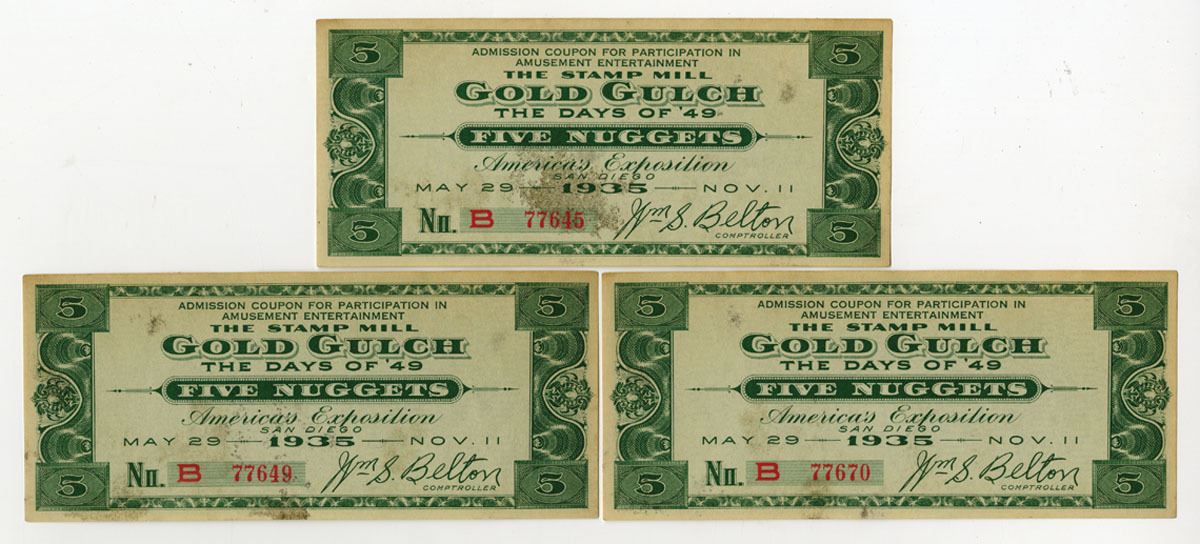 5 5
ADMISSION COUPON FOR PARTICIPATION IN
AMUSEMENT ENTERTAINMENT
THE STAMP MILL
GOLD GULCH
THE DAYS OF '49
FIVE NUGGETS
America's Exposition
SAN DIEGO
MAY 29 — 1935 — NOV. 11
No. B 77645 Wm S. Belton
COMPTROLLER
5 5
5 5
ADMISSION COUPON FOR PARTICIPATION IN
AMUSEMENT ENTERTAINMENT
THE STAMP MILL
GOLD GULCH
THE DAYS OF '49
FIVE NUGGETS
America's Exposition
SAN DIEGO
MAY 29 — 1935 — NOV. 11
No. B 77649 Wm S. Belton
COMPTROLLER
5 5
5 5
ADMISSION COUPON FOR PARTICIPATION IN
AMUSEMENT ENTERTAINMENT
THE STAMP MILL
GOLD GULCH
THE DAYS OF '49
FIVE NUGGETS
America's Exposition
SAN DIEGO
MAY 29 — 1935 — NOV. 11
No. B 77670 Wm S. Belton
COMPTROLLER
5 5